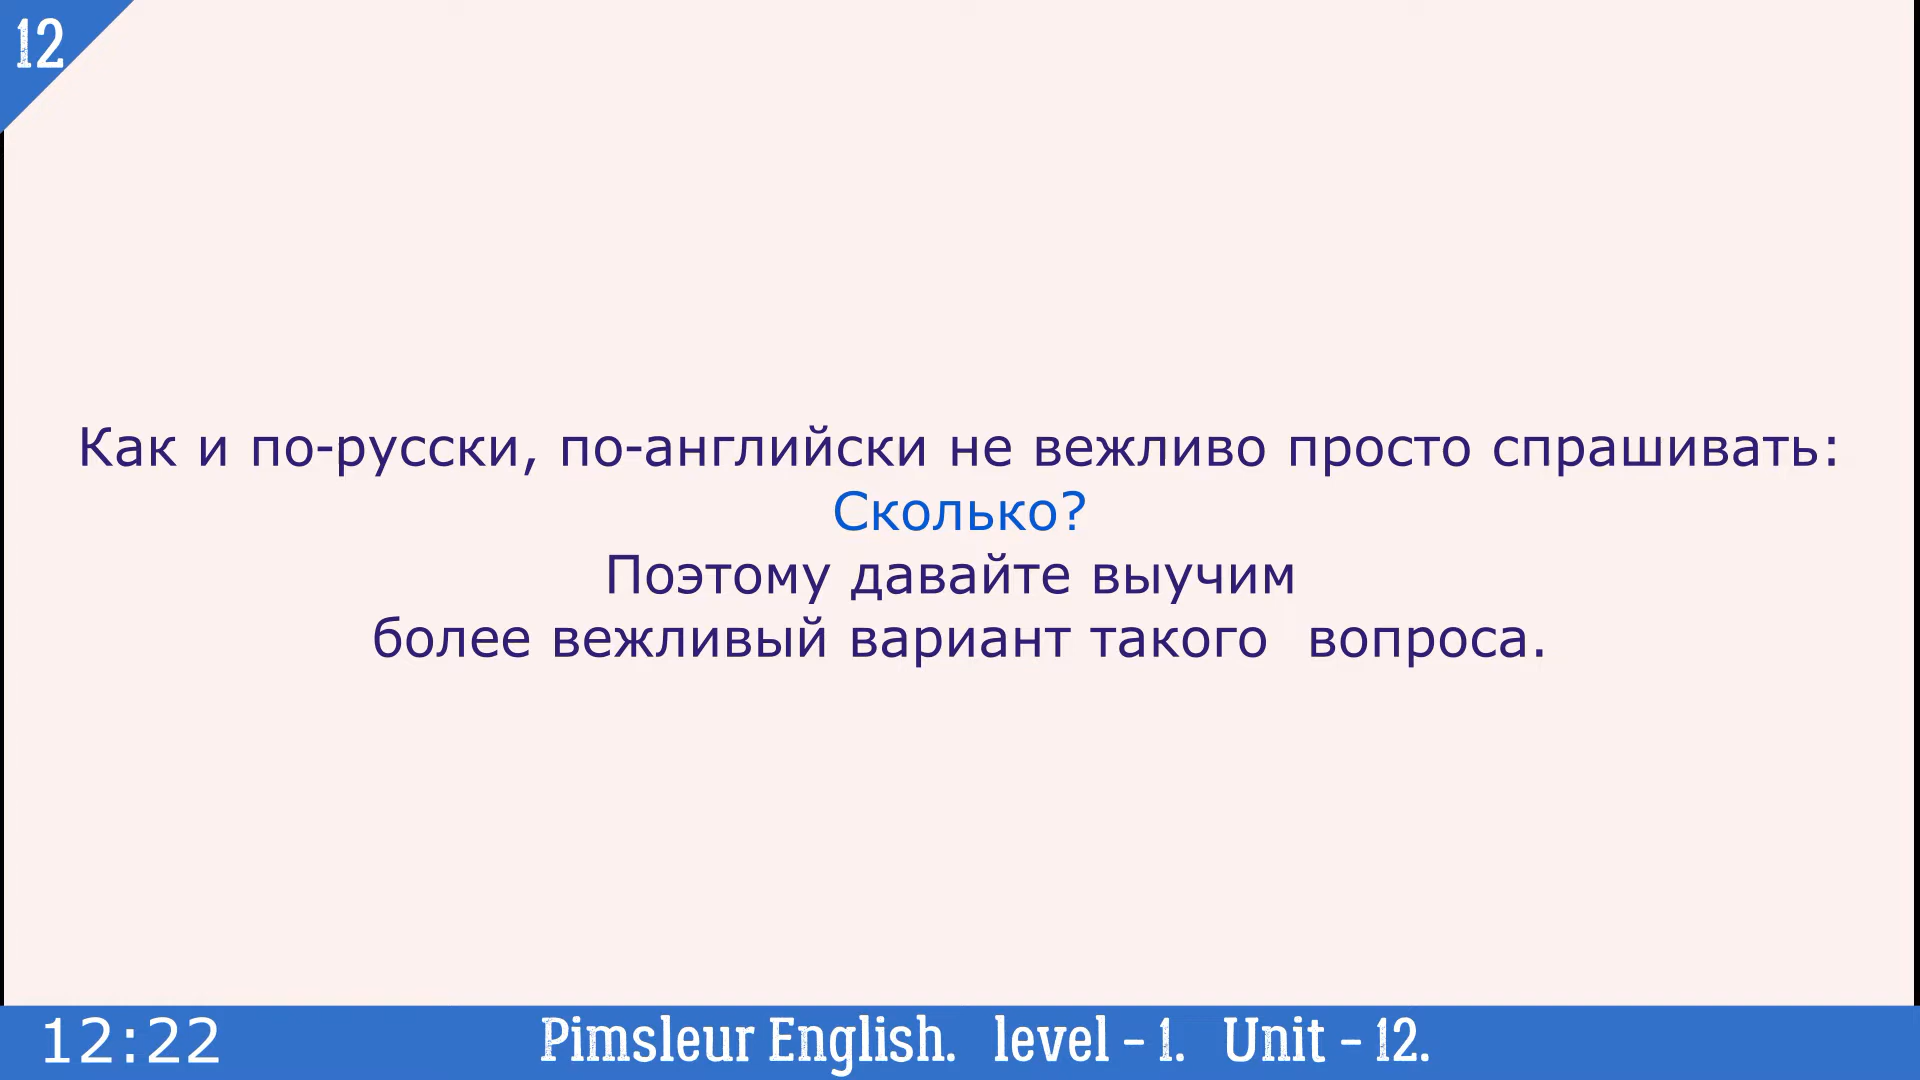 12
Как и по-русски, по-английски не вежливо просто спрашивать:
Сколько?
Поэтому давайте выучим
более вежливый вариант такого  вопроса.
12:22
Pimsleur English.  level – 1.  Unit – 12.